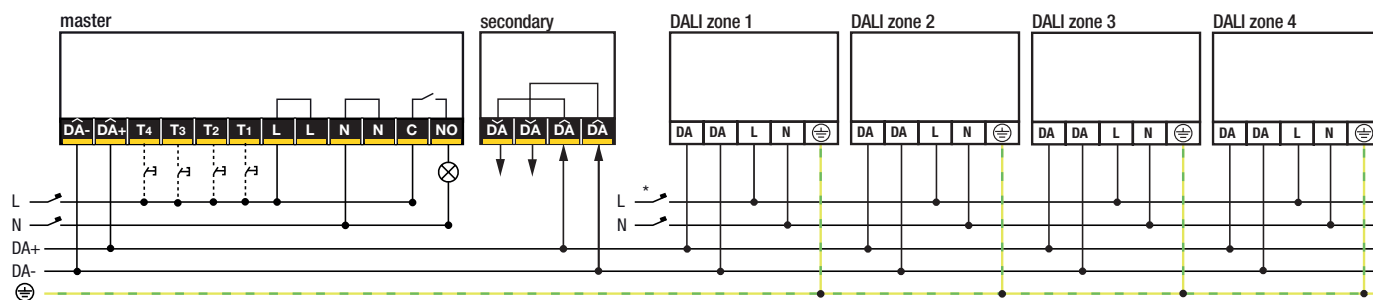 master secondary DALI zone 1 DALI zone 2 DALI zone 3 DALI zone 4
DA- DA+ T4 T3 T2 T1 L L N N C NO DA DA DA DA DA DA L N DA DA L N DA DA L N DA DA L N
L L *
N N
DA+
DA-